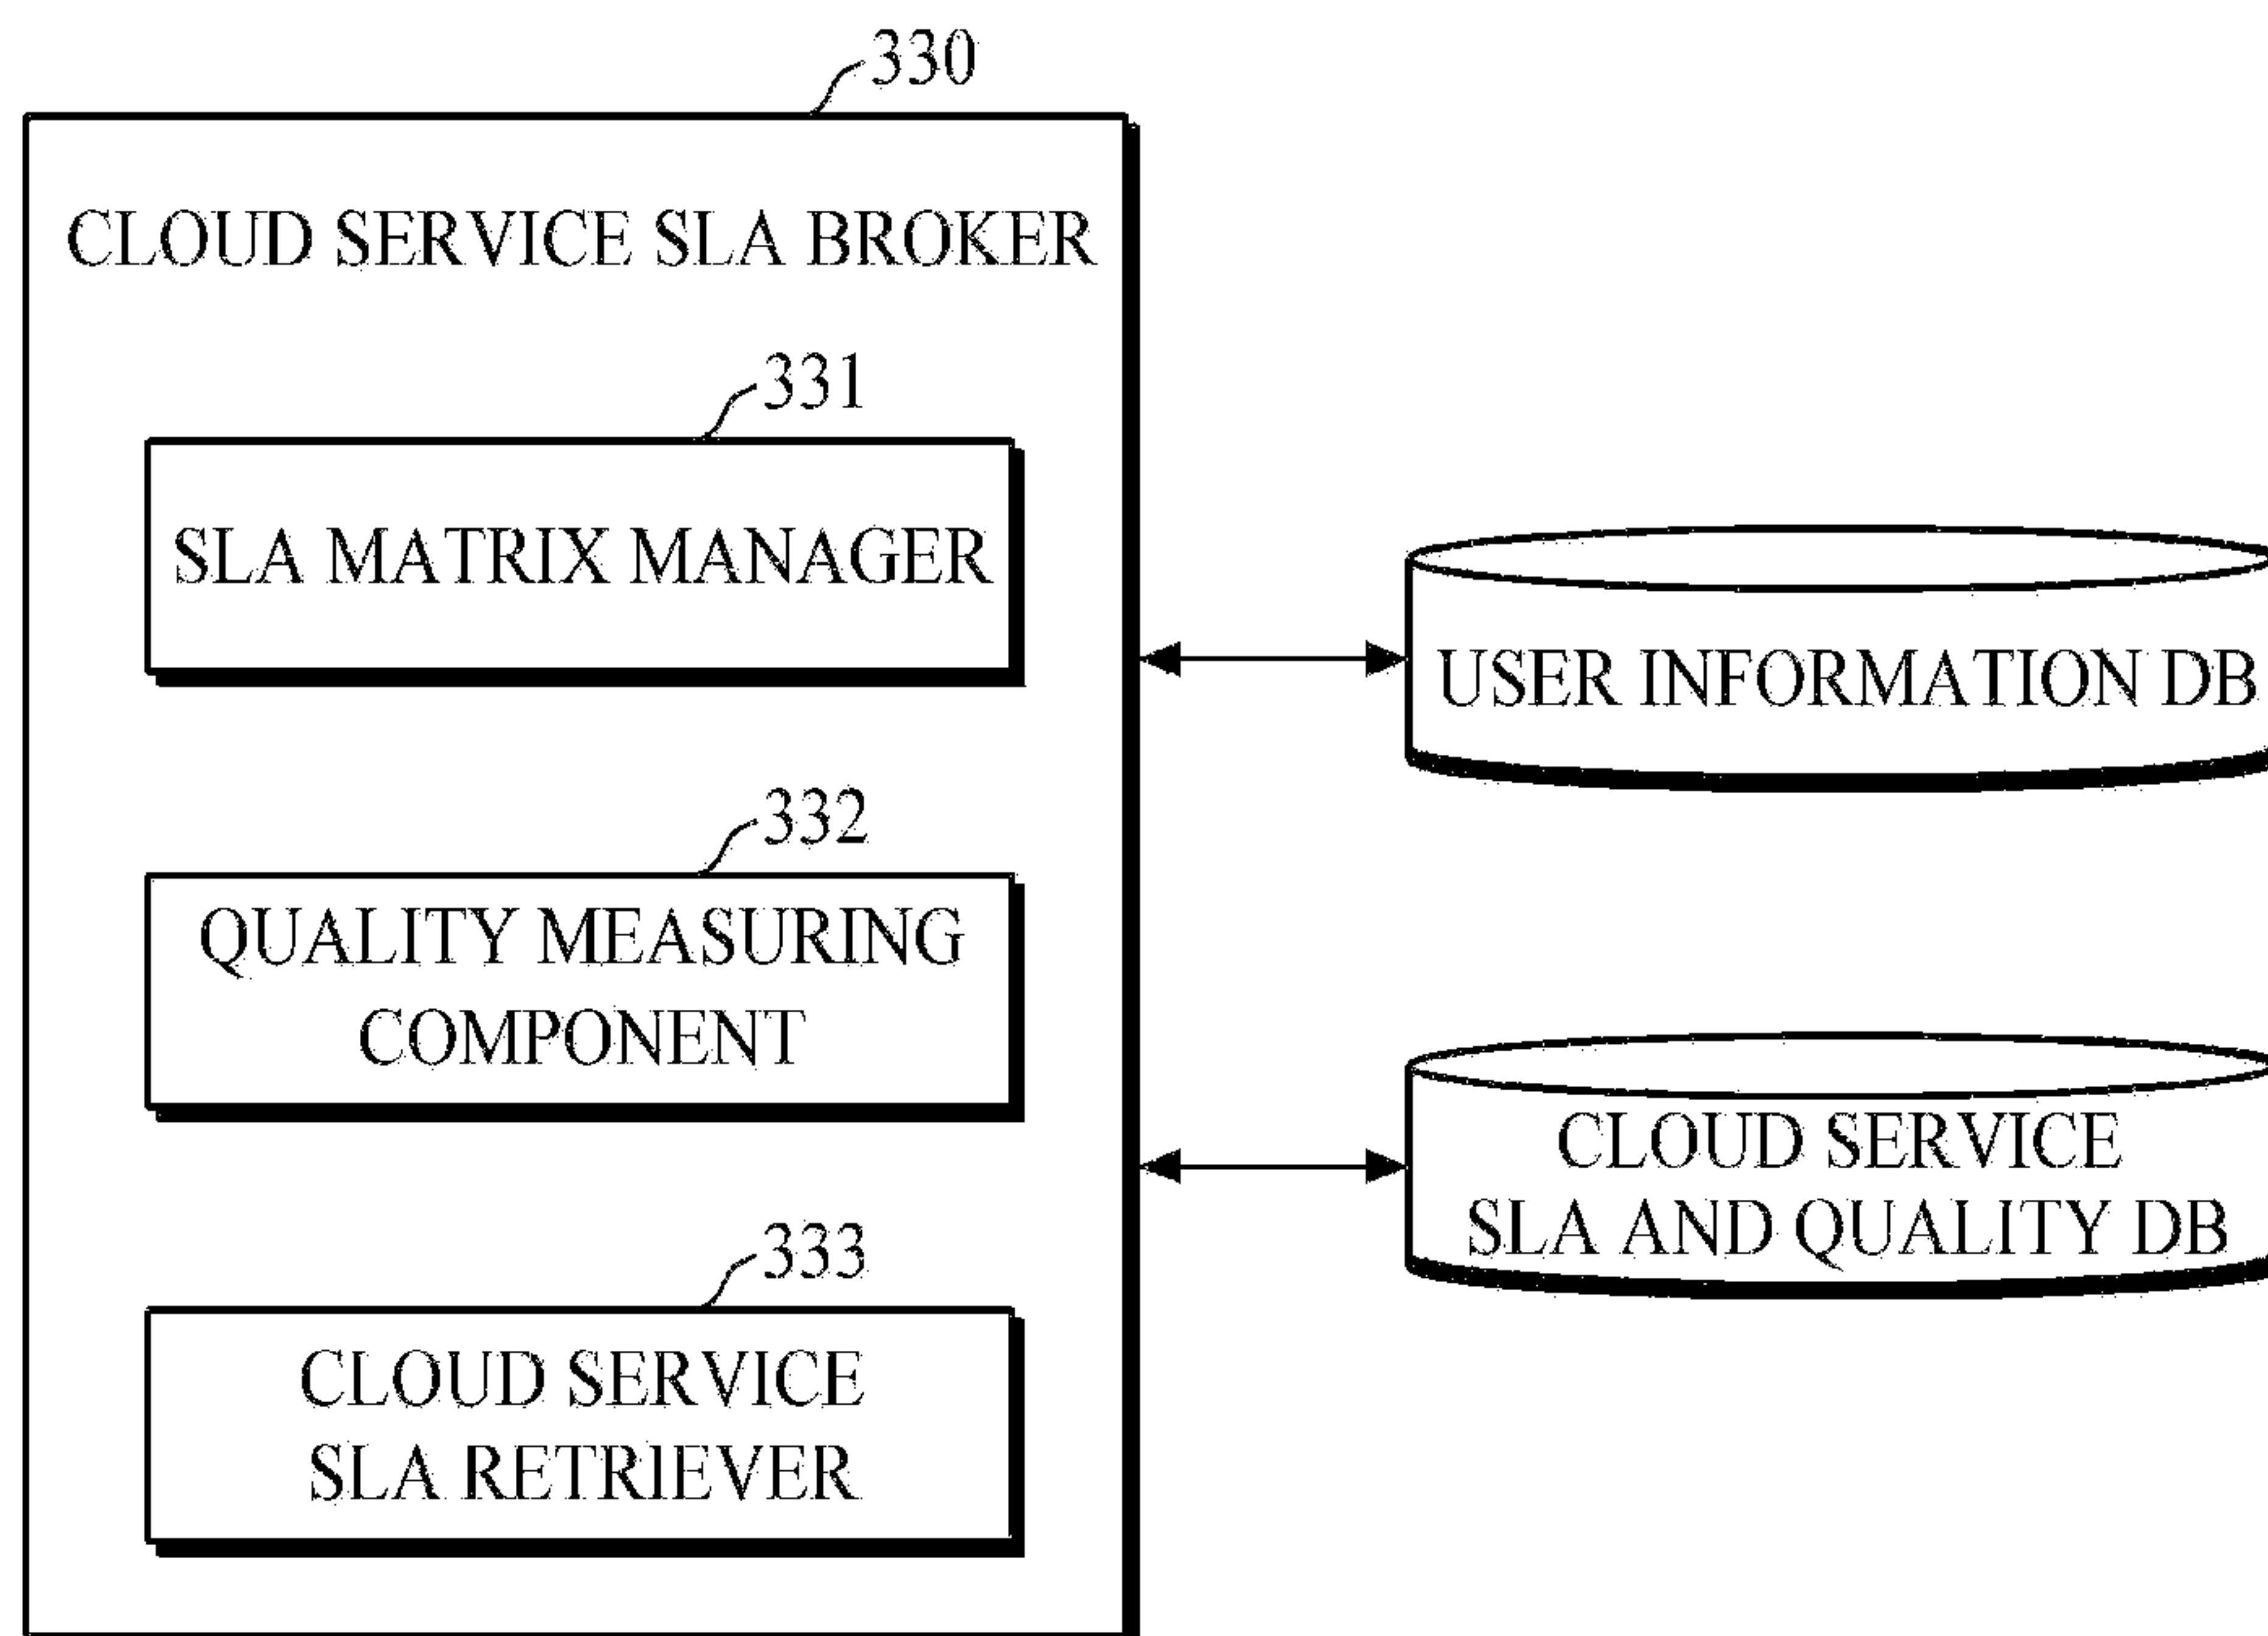 330
CLOUD SERVICE SLA BROKER
331
SLA MATRIX MANAGER
332
QUALITY MEASURING
COMPONENT
333
CLOUD SERVICE
SLA RETRIEVER
USER INFORMATION DB
CLOUD SERVICE
SLA AND QUALITY DB